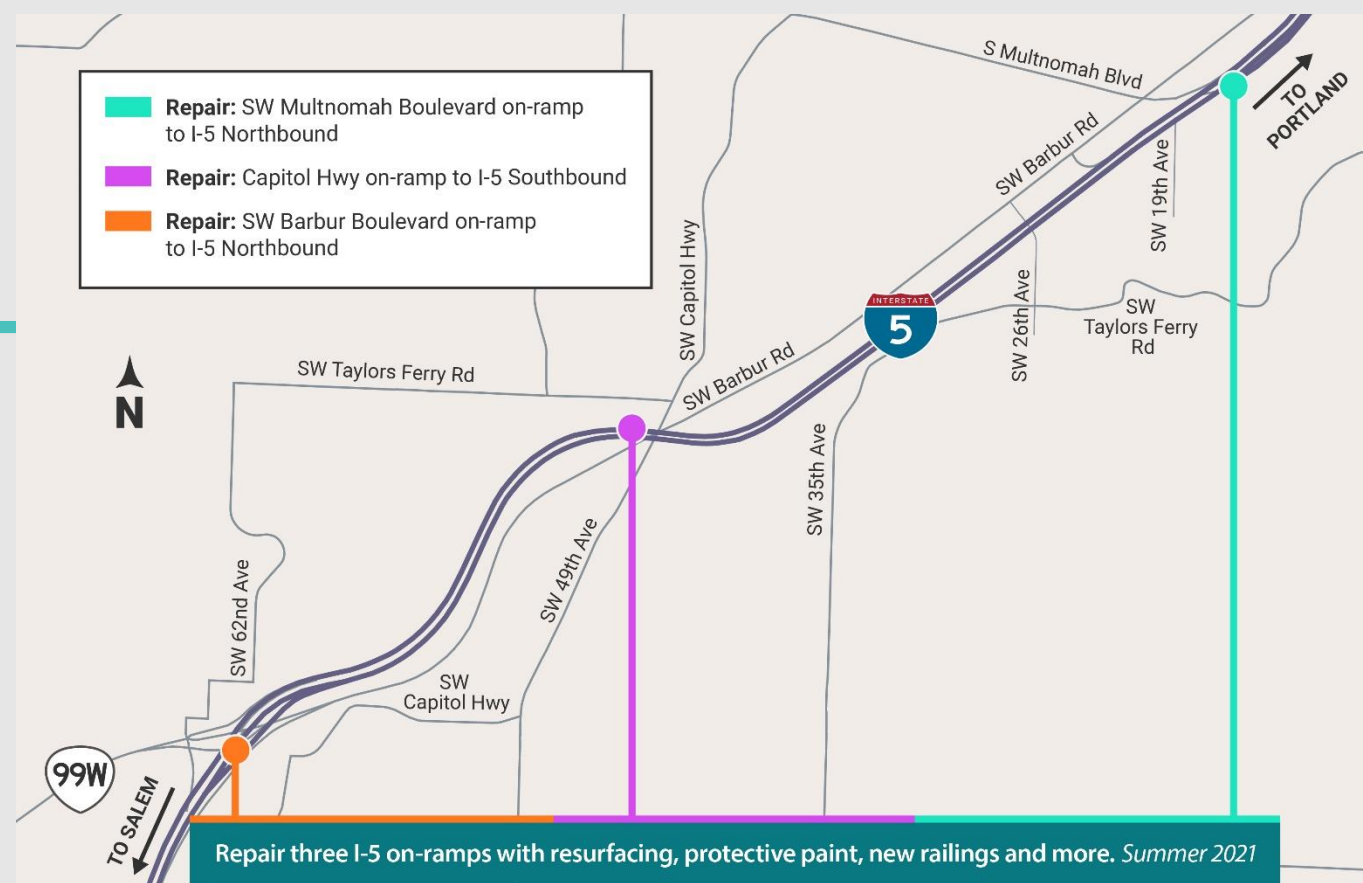 Repair: SW Multnomah Boulevard on-ramp
to I-5 Northbound
Repair: Capitol Hwy on-ramp to I-5 Southbound
Repair: SW Barbur Boulevard on-ramp
to I-5 Northbound
S Multnomah Blvd
TO
PORTLAND
SW Barbur Rd
SW 19th Ave
SW Capitol Hwy
SW 26th Ave
SW
Taylors Ferry
Rd
INTERSTATE
5
SW Taylors Ferry Rd
SW Barbur Rd
N
SW 35th Ave
SW 49th Ave
SW 62nd Ave
SW
Capitol Hwy
99W
TO SALEM
Repair three I-5 on-ramps with resurfacing, protective paint, new railings and more. Summer 2021